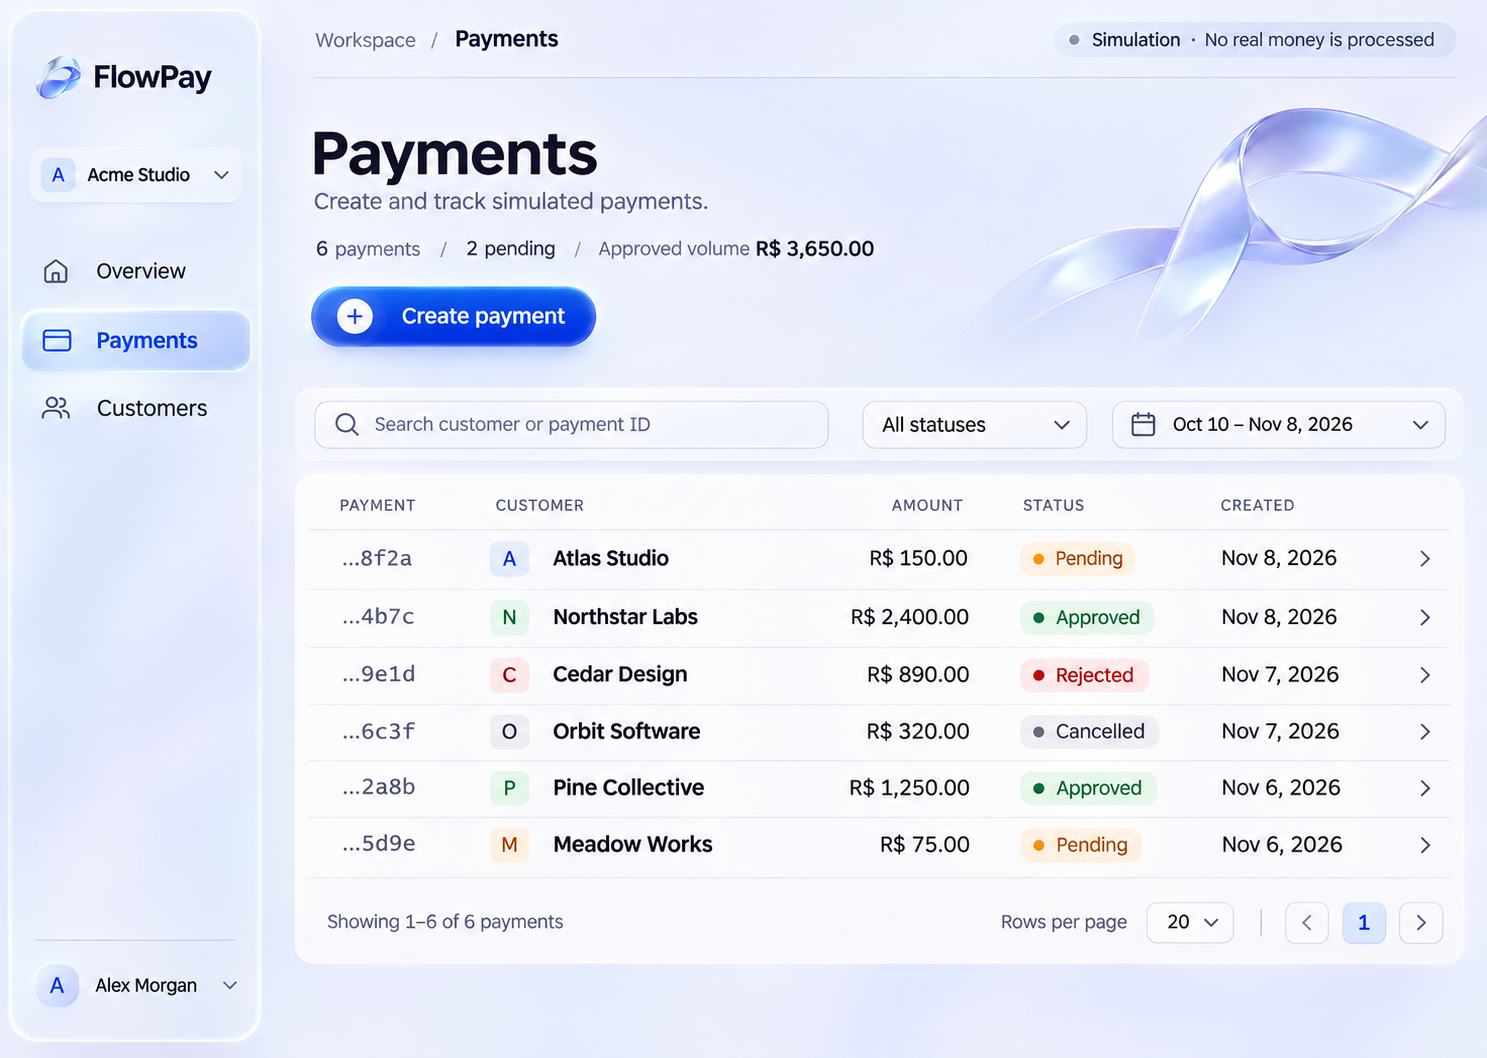 FlowPay
A Acme Studio
Overview
Payments
Customers
A Alex Morgan
Workspace / Payments
Simulation · No real money is processed
Payments
Create and track simulated payments.
6 payments / 2 pending / Approved volume R$ 3,650.00
Create payment
Search customer or payment ID
All statuses
Oct 10 – Nov 8, 2026
PAYMENT CUSTOMER AMOUNT STATUS CREATED
...8f2a A Atlas Studio R$ 150.00 Pending Nov 8, 2026
...4b7c N Northstar Labs R$ 2,400.00 Approved Nov 8, 2026
...9e1d C Cedar Design R$ 890.00 Rejected Nov 7, 2026
...6c3f O Orbit Software R$ 320.00 Cancelled Nov 7, 2026
...2a8b P Pine Collective R$ 1,250.00 Approved Nov 6, 2026
...5d9e M Meadow Works R$ 75.00 Pending Nov 6, 2026
Showing 1–6 of 6 payments
Rows per page 20
1